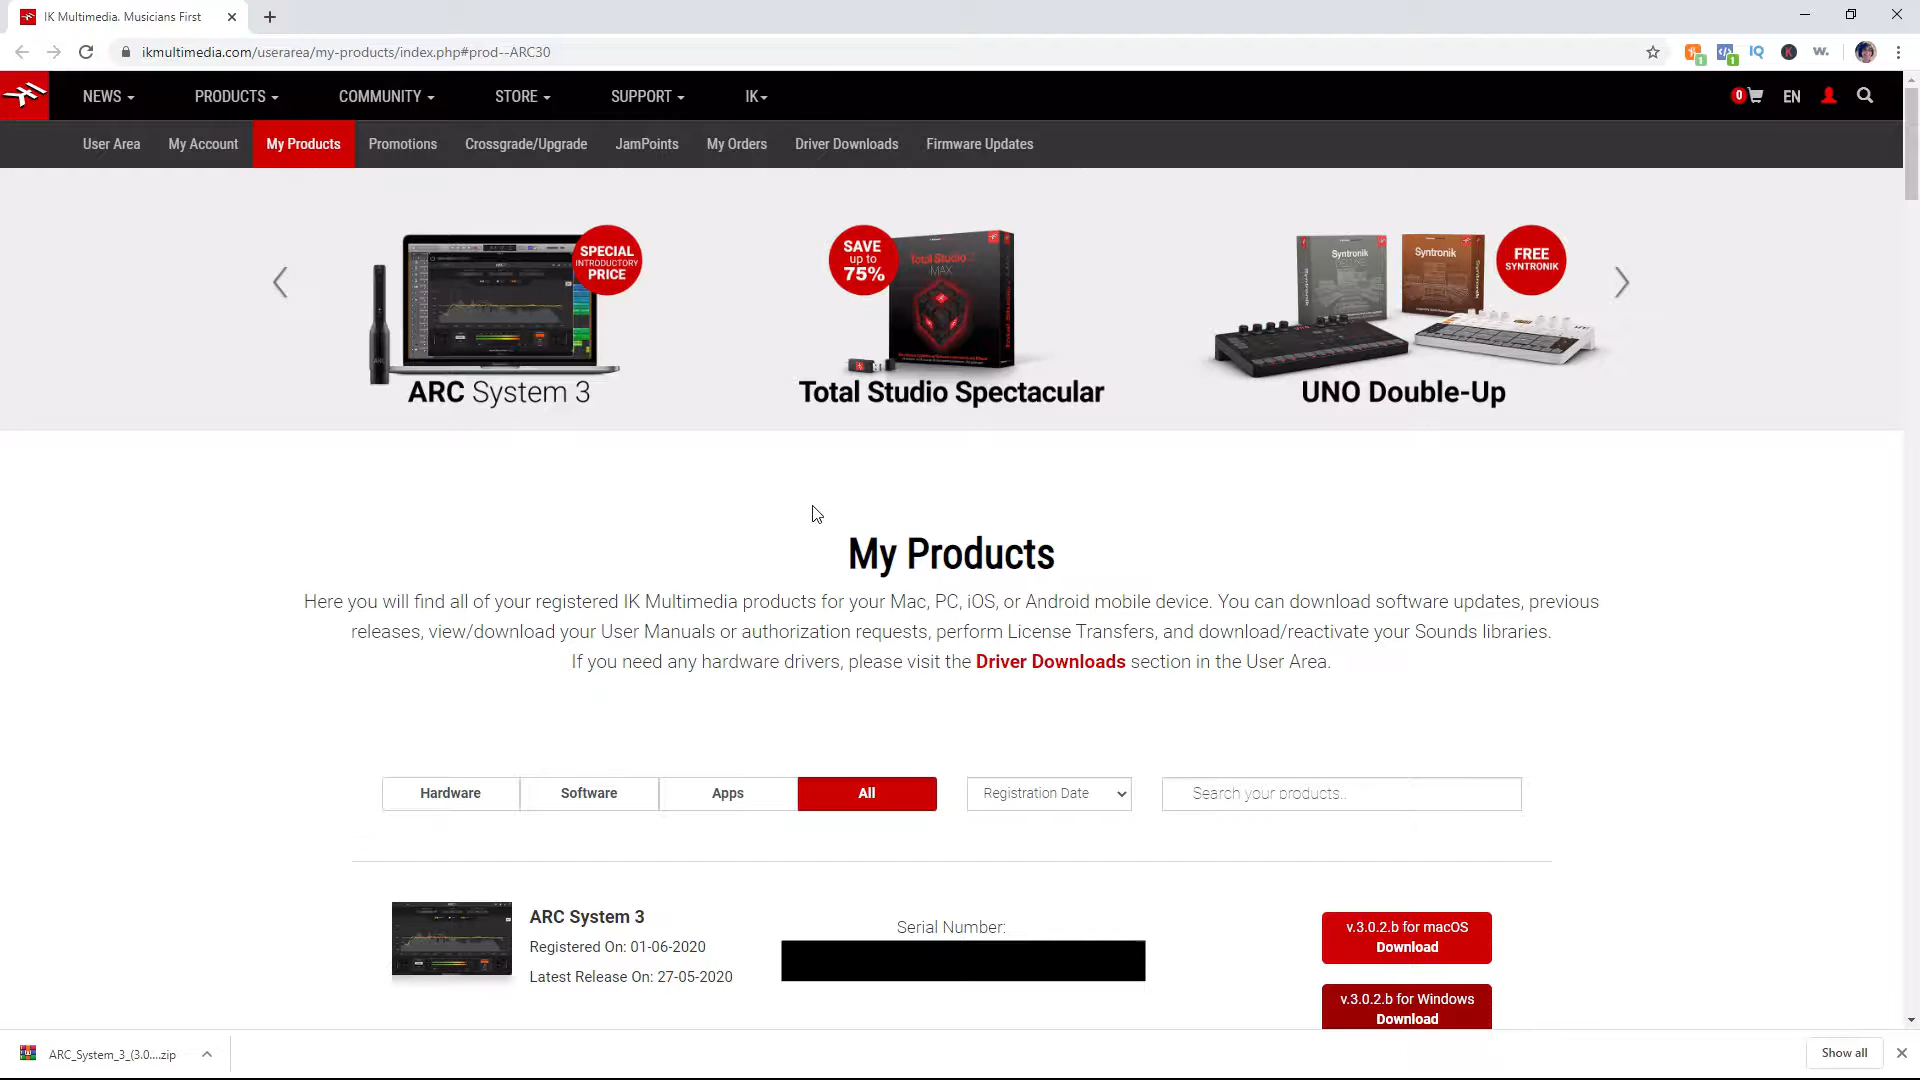 IK Multimedia. Musicians First
ikmultimedia.com/userarea/my-products/index.php#prod--ARC30
1
1
IQ
K
w.
NEWS
PRODUCTS
COMMUNITY
STORE
SUPPORT
IK
0
EN
User Area
My Account
My Products
Promotions
Crossgrade/Upgrade
JamPoints
My Orders
Driver Downloads
Firmware Updates
SPECIAL
INTRODUCTORY
PRICE
ARC System 3
SAVE
up to
75%
Total Studio
MAX
Total Studio Spectacular
Syntronik
Syntronik
FREE
SYNTRONIK
UNO Double-Up
My Products
Here you will find all of your registered IK Multimedia products for your Mac, PC, iOS, or Android mobile device. You can download software updates, previous
releases, view/download your User Manuals or authorization requests, perform License Transfers, and download/reactivate your Sounds libraries.
If you need any hardware drivers, please visit the Driver Downloads section in the User Area.
Hardware
Software
Apps
All
Registration Date
Search your products..
ARC System 3
Registered On: 01-06-2020
Latest Release On: 27-05-2020
Serial Number:
v.3.0.2.b for macOS
Download
v.3.0.2.b for Windows
Download
ARC_System_3_(3.0....zip
Show all